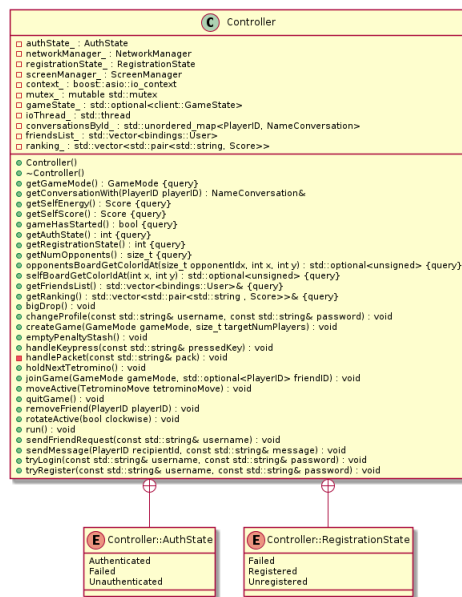 C Controller
authState_ : AuthState
networkManager_ : NetworkManager
registrationState_ : RegistrationState
screenManager_ : ScreenManager
context_ : boost::asio::io_context
mutex_ : mutable std::mutex
gameState_ : std::optional<client::GameState>
ioThread_ : std::thread
conversationsById_ : std::unordered_map<PlayerID, NameConversation>
friendsList_ : std::vector<bindings::User>
ranking_ : std::vector<std::pair<std::string, Score>>
Controller()
~Controller()
getGameMode() : GameMode {query}
getConversationWith(PlayerID playerID) : NameConversation&
getSelfEnergy() : Score {query}
getSelfScore() : Score {query}
gameHasStarted() : bool {query}
getAuthState() : int {query}
getRegistrationState() : int {query}
getNumOpponents() : size_t {query}
opponentsBoardGetColorIdAt(size_t opponentIdx, int x, int y) : std::optional<unsigned> {query}
selfBoardGetColorIdAt(int x, int y) : std::optional<unsigned> {query}
getFriendsList() : std::vector<bindings::User>& {query}
getRanking() : std::vector<std::pair<std::string , Score>>& {query}
bigDrop() : void
changeProfile(const std::string& username, const std::string& password) : void
createGame(GameMode gameMode, size_t targetNumPlayers) : void
emptyPenaltyStash() : void
handleKeypress(const std::string& pressedKey) : void
handlePacket(const std::string& pack) : void
holdNextTetromino() : void
joinGame(GameMode gameMode, std::optional<PlayerID> friendID) : void
moveActive(TetrominoMove tetrominoMove) : void
quitGame() : void
removeFriend(PlayerID playerID) : void
rotateActive(bool clockwise) : void
run() : void
sendFriendRequest(const std::string& username) : void
sendMessage(PlayerID recipientId, const std::string& message) : void
tryLogin(const std::string& username, const std::string& password) : void
tryRegister(const std::string& username, const std::string& password) : void
E Controller::AuthState
Authenticated
Failed
Unauthenticated
E Controller::RegistrationState
Failed
Registered
Unregistered